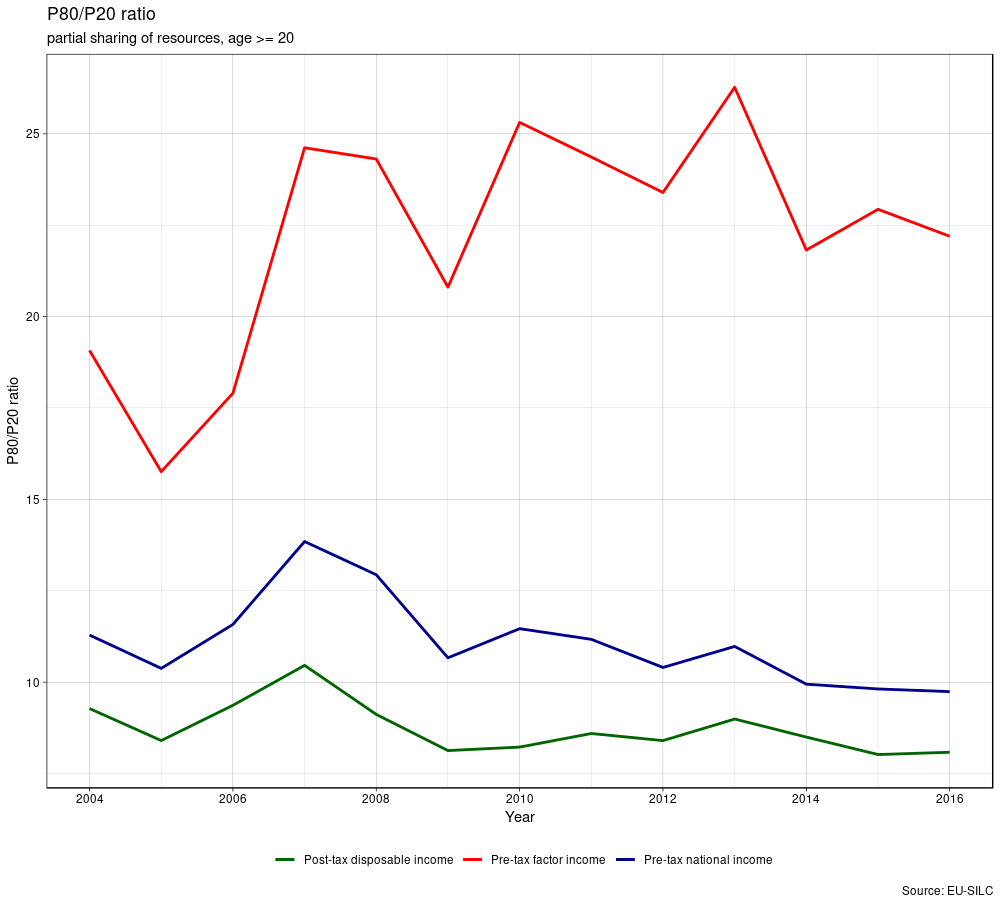 P80/P20 ratio
partial sharing of resources, age >= 20
P80/P20 ratio
25
20
15
10
2004 2006 2008 2010 2012 2014 2016
Year
Post-tax disposable income Pre-tax factor income Pre-tax national income
Source: EU-SILC